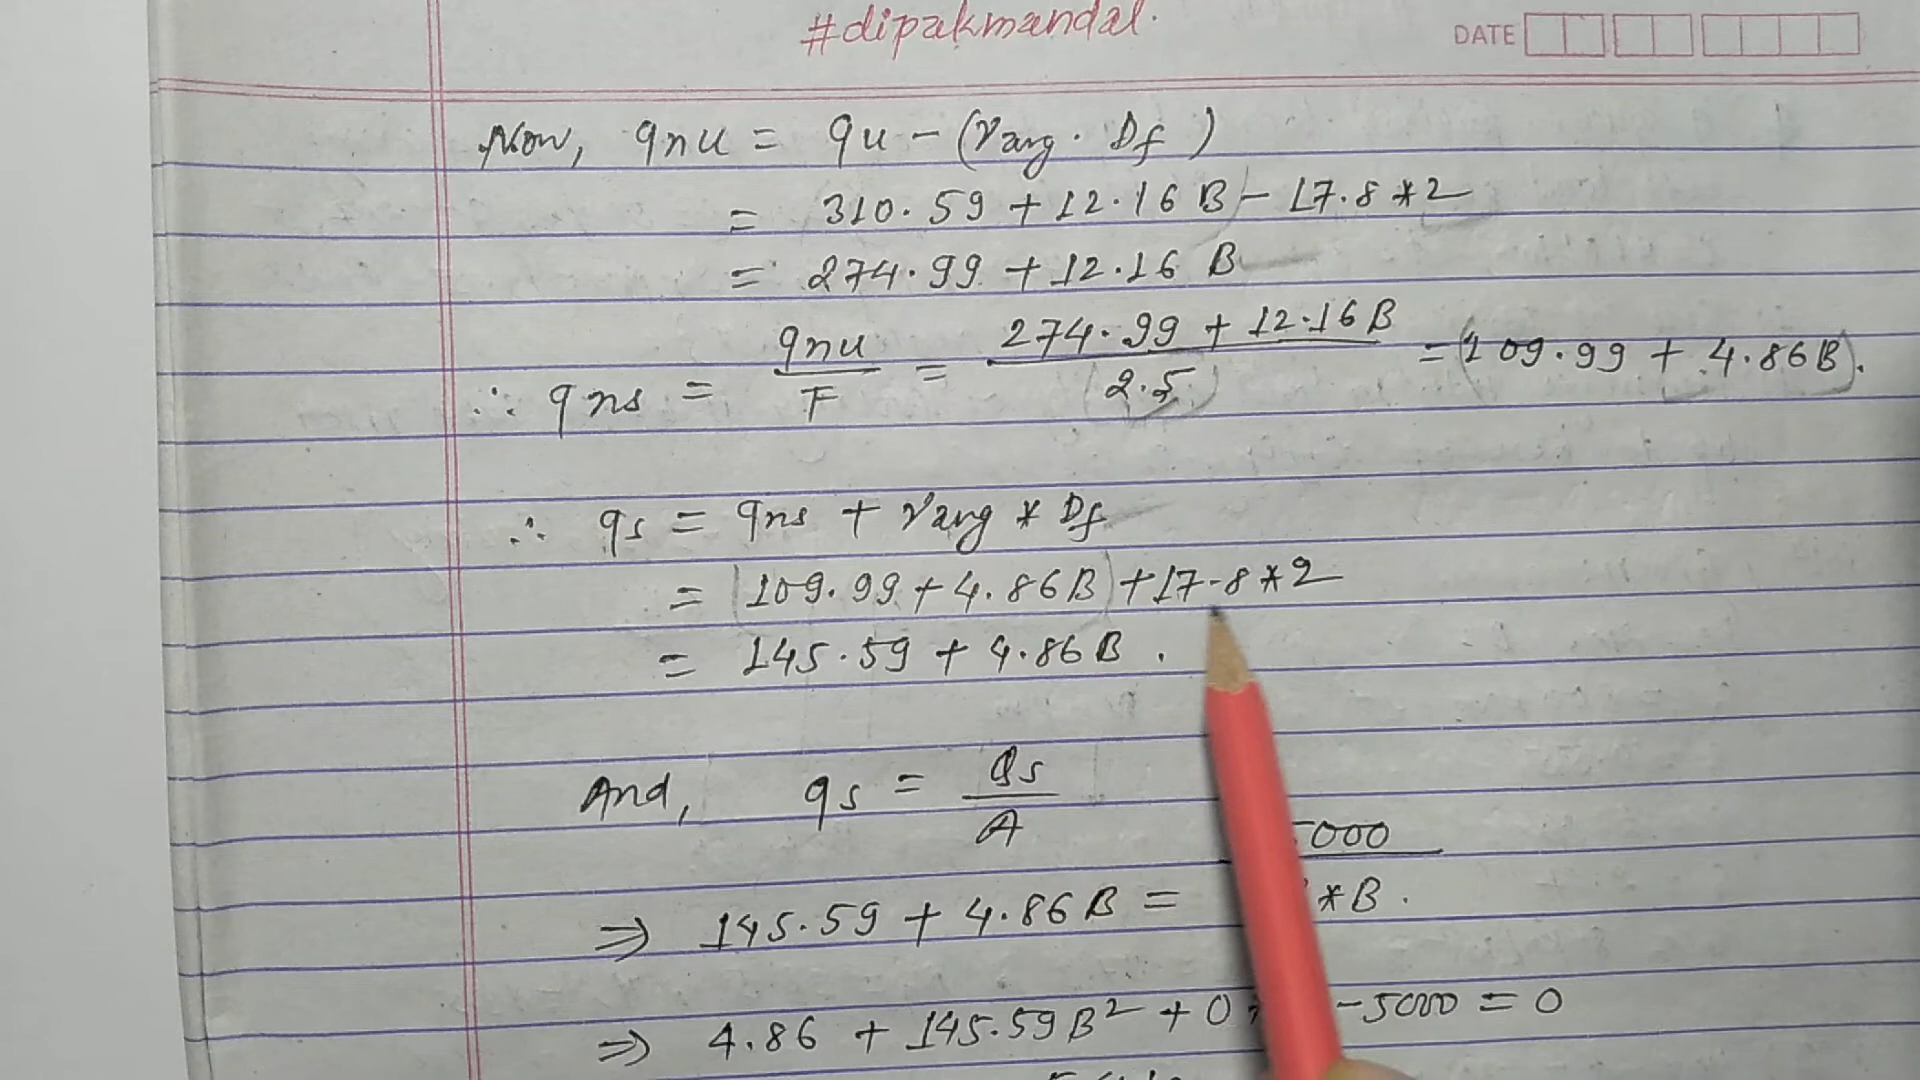 #dipakmandal.
DATE
Now, qnu = qu - (γavg. Df)
= 310.59 + 12.16 B - 17.8 * 2
= 274.99 + 12.16 B
∴ qns = qnu / F = 274.99 + 12.16B / (2.5) = (109.99 + 4.86B).
∴ qs = qns + γavg * Df
= (109.99 + 4.86B) + 17.8 * 2
= 145.59 + 4.86B .
And, qs = Qs / A
⇒ 145.59 + 4.86B = 000 / *B .
⇒ 4.86 + 145.59B² + 0 - 5000 = 0